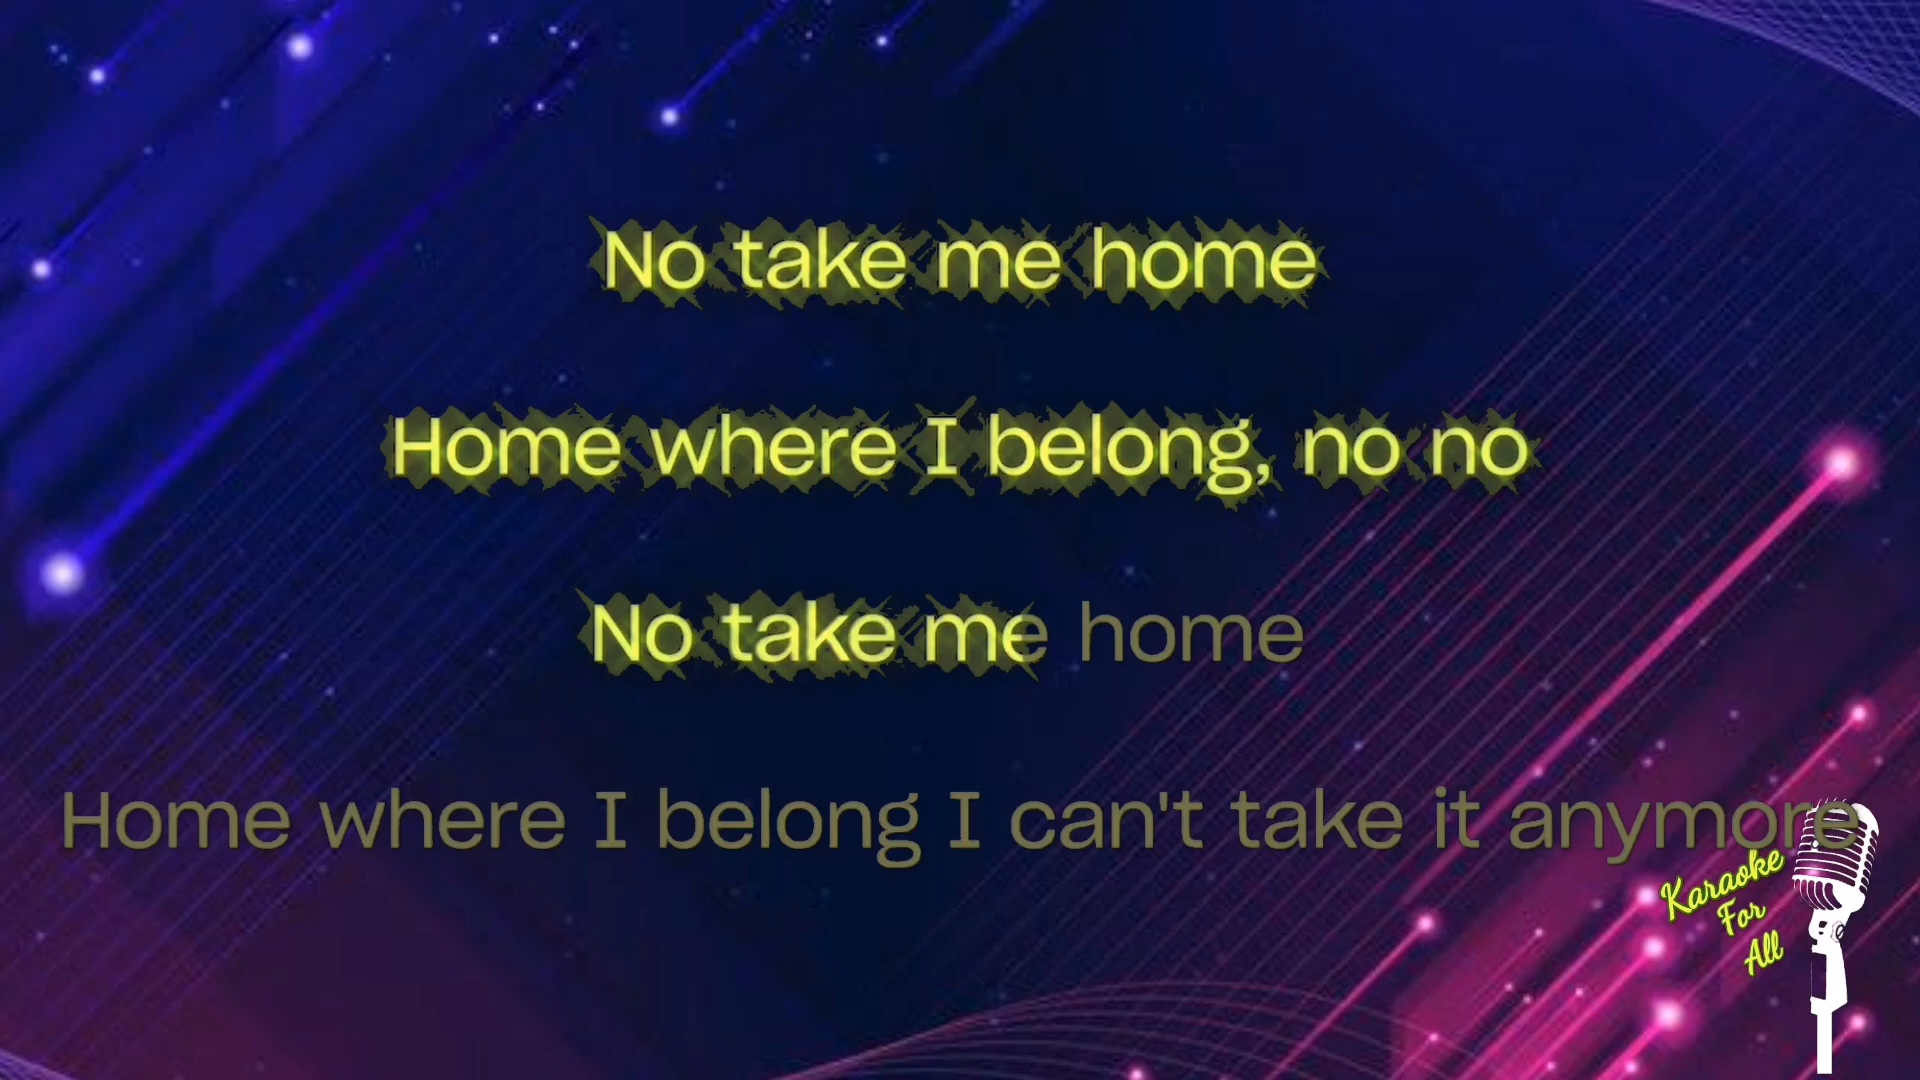 No take me home
Home where I belong, no no
No take me home
Home where I belong I can't take it anymore
Karaoke
For
All